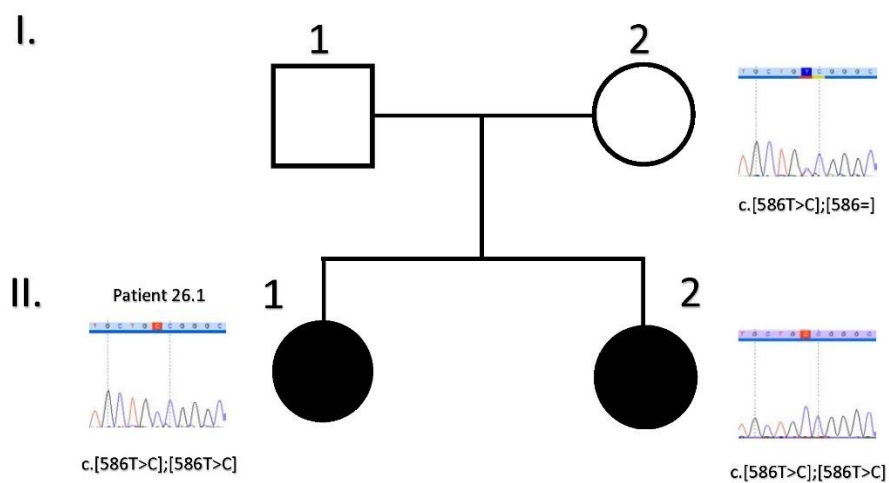 I.
1
2
T G C T G Y C G G G C
c.[586T>C];[586=]
II.
Patient 26.1
1
2
T G C T G C C G G G C
T G C T G C C G G G C
c.[586T>C];[586T>C]
c.[586T>C];[586T>C]